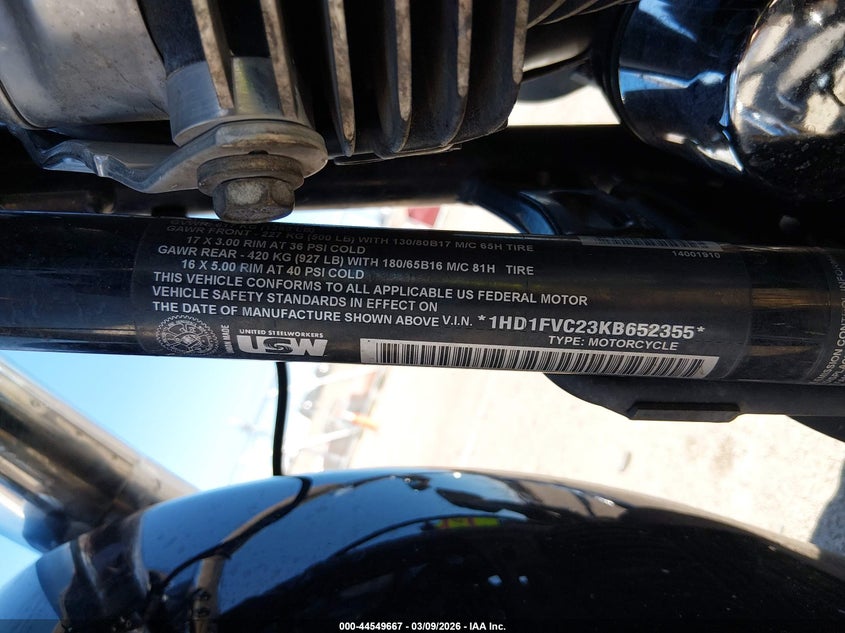 GAWR FRONT - 227 KG (500 LB) WITH 130/80B17 M/C 65H TIRE
17 X 3.00 RIM AT 36 PSI COLD
GAWR REAR - 420 KG (927 LB) WITH 180/65B16 M/C 81H TIRE
16 X 5.00 RIM AT 40 PSI COLD
THIS VEHICLE CONFORMS TO ALL APPLICABLE US FEDERAL MOTOR
VEHICLE SAFETY STANDARDS IN EFFECT ON
THE DATE OF MANUFACTURE SHOWN ABOVE V.I.N. *1HD1FVC23KB652355*
TYPE: MOTORCYCLE
14001910
UNION MADE
UNITED STEELWORKERS
USW
000-44549667 - 03/09/2026 - IAA Inc.